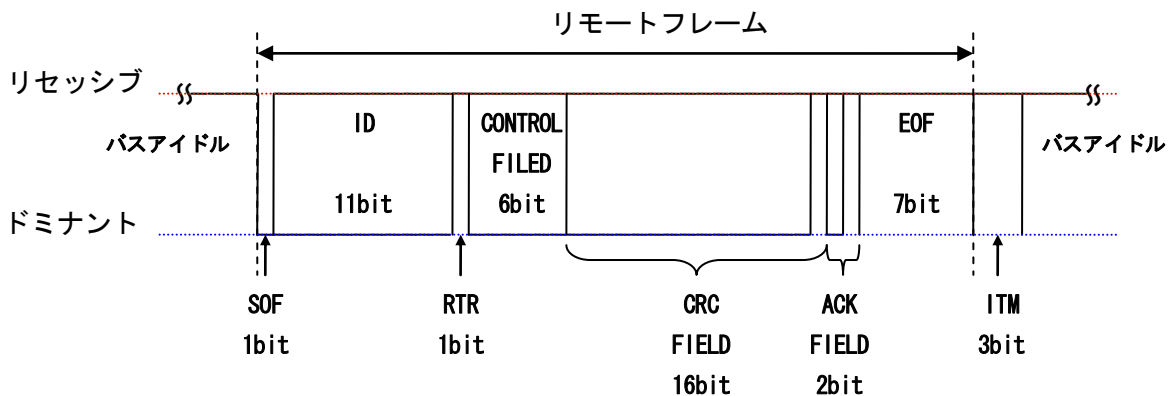 リモートフレーム
リセッシブ
バスアイドル
ID
11bit
CONTROL
FILED
6bit
EOF
7bit
バスアイドル
ドミナント
SOF
1bit
RTR
1bit
CRC
FIELD
16bit
ACK
FIELD
2bit
ITM
3bit